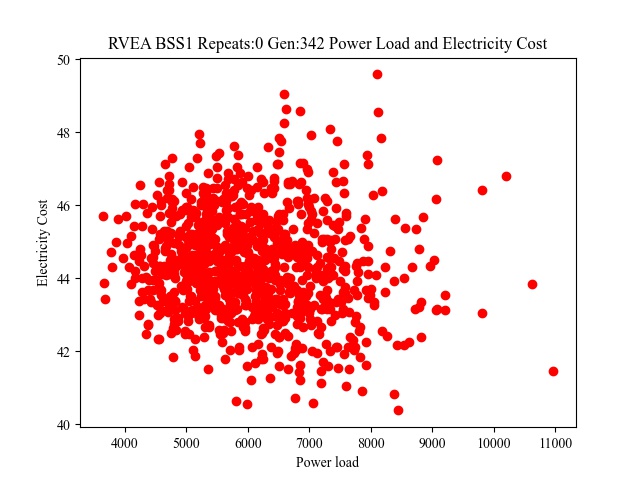 RVEA BSS1 Repeats:0 Gen:342 Power Load and Electricity Cost
50
48
46
44
42
40
Electricity Cost
4000 5000 6000 7000 8000 9000 10000 11000
Power load